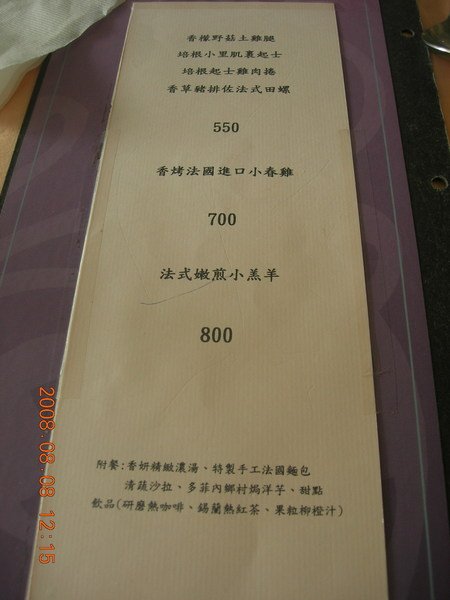 香檬野菇土雞腿
培根小里肌裹起士
培根起士雞肉捲
香草豬排佐法式田螺
550
香烤法國進口小春雞
700
法式嫩煎小羔羊
800
附餐:香妍精緻濃湯、特製手工法國麵包
清蔬沙拉、多菲內鄉村焗洋芋、甜點
飲品(研磨熱咖啡、錫蘭熱紅茶、果粒柳橙汁)
2008.08.08 12:15